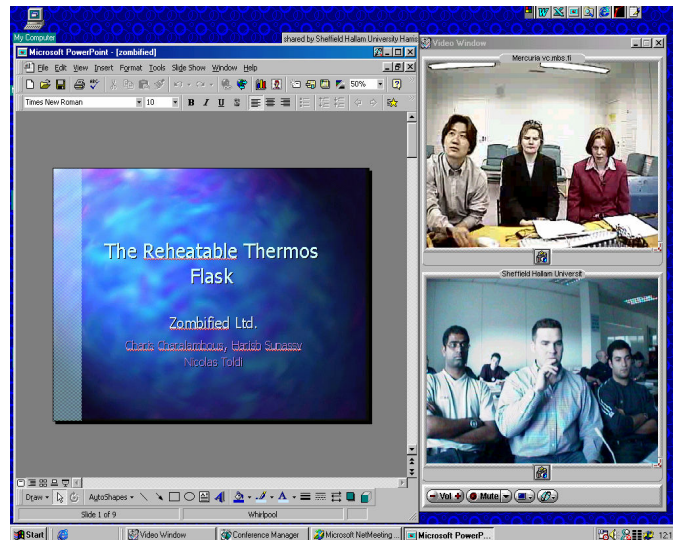 My Computer
shared by Sheffield Hallam University Harris
Microsoft PowerPoint - [zombified]
File Edit View Insert Format Tools Slide Show Window Help
50%
Times New Roman 10 B I U S
The Reheatable Thermos
Flask
Zombified Ltd.
Charis Charalambous, Harish Sunassy
Nicolas Toldi
Draw AutoShapes
Slide 1 of 9 Whirlpool
Video Window
Mercuria vc.mbs.fi
Sheffield Hallam Universit
- Vol + Mute
Start Video Window Conference Manager Microsoft NetMeeting ... Microsoft PowerP... 12:1